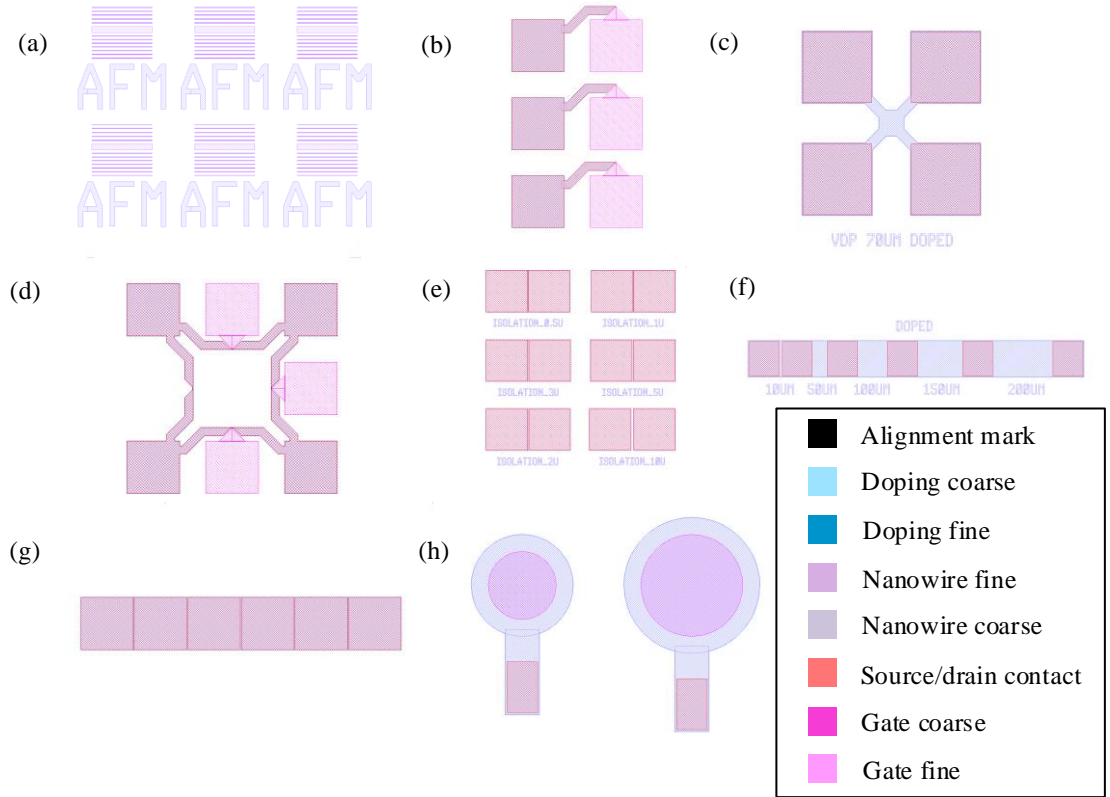 (a)
AFM AFM AFM
AFM AFM AFM
(b)
(c)
VDP 70UM DOPED
(d)
(e)
ISOLATION_0.5U ISOLATION_1U
ISOLATION_3U ISOLATION_5U
ISOLATION_2U ISOLATION_10U
(f)
DOPED
10UM 50UM 100UM 150UM 200UM
(g)
(h)
Alignment mark
Doping coarse
Doping fine
Nanowire fine
Nanowire coarse
Source/drain contact
Gate coarse
Gate fine